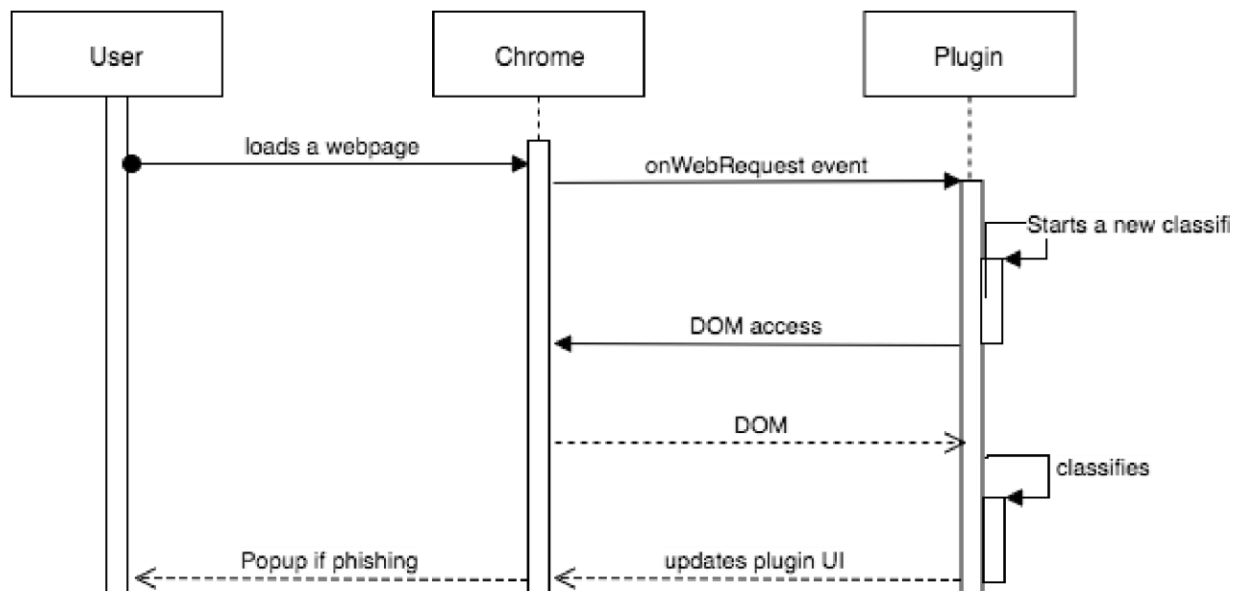 User
Chrome
Plugin
loads a webpage
onWebRequest event
Starts a new classifi
DOM access
DOM
classifies
Popup if phishing
updates plugin UI